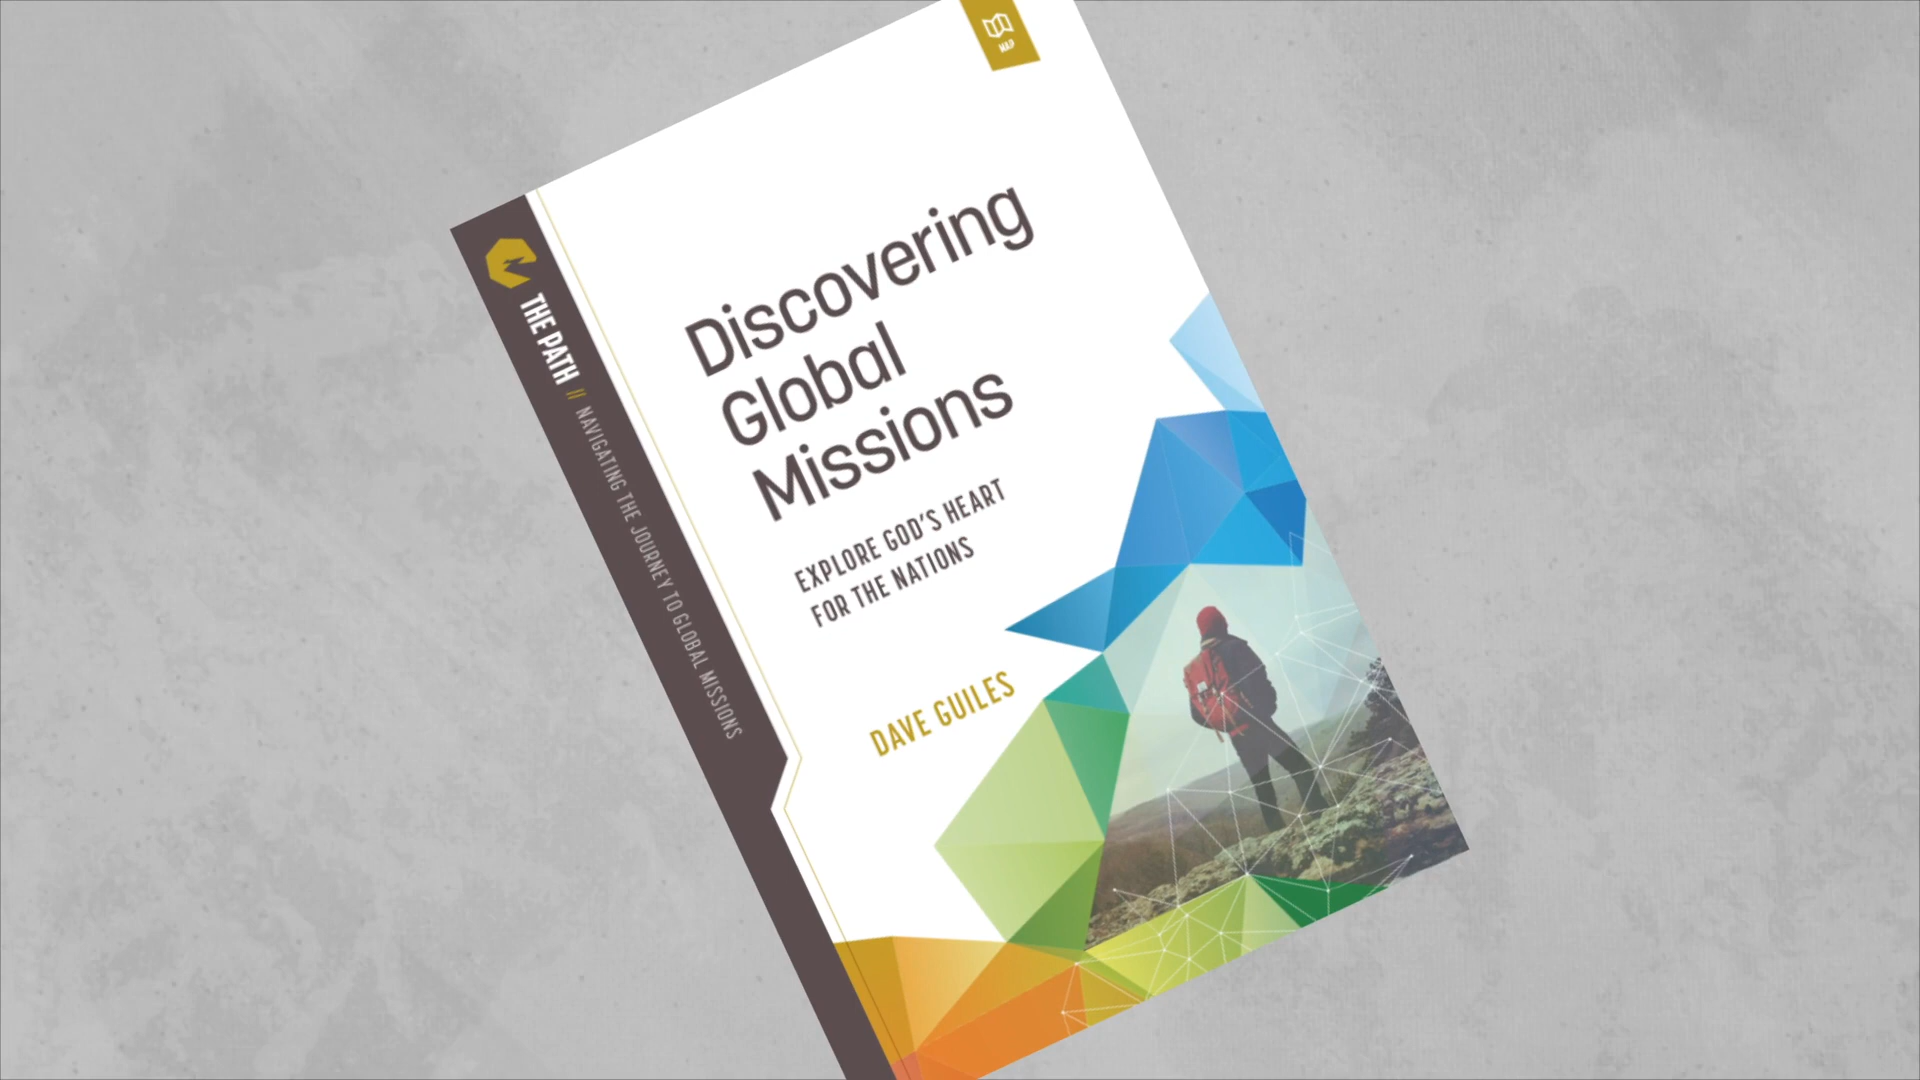 MAP
THE PATH // NAVIGATING THE JOURNEY TO GLOBAL MISSIONS
Discovering
Global
Missions
EXPLORE GOD'S HEART
FOR THE NATIONS
DAVE GUILES